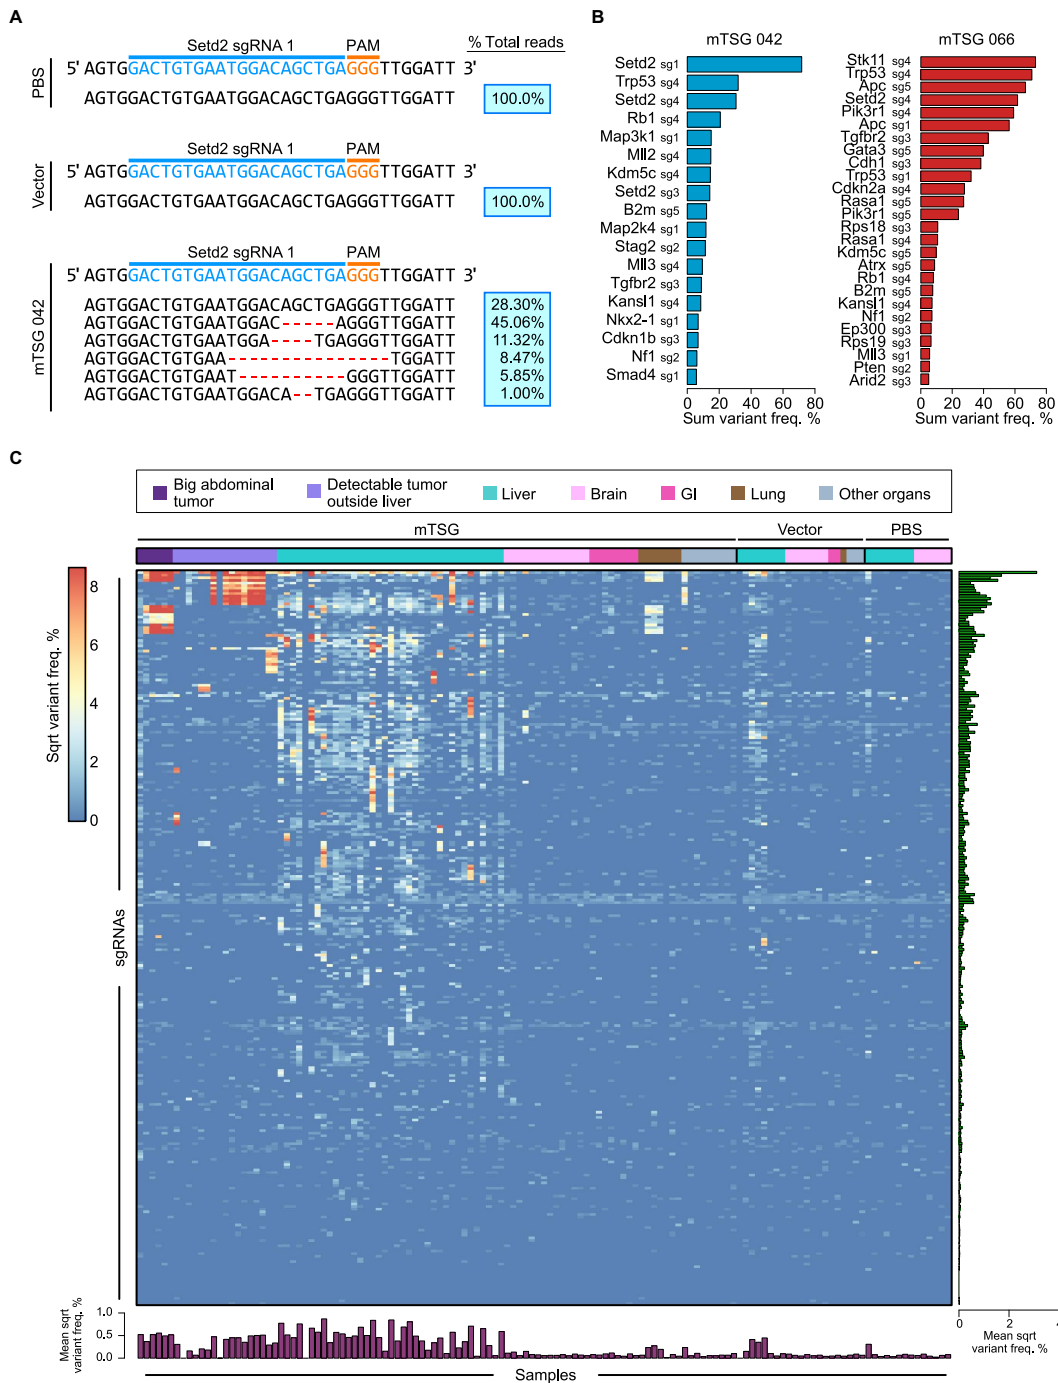 A
Setd2 sgRNA 1 PAM % Total reads
PBS
5' AGTGGACTGTGAATGGACAGCTGAGGGTTGGATT 3'
AGTGGACTGTGAATGGACAGCTGAGGGTTGGATT 100.0%
Setd2 sgRNA 1 PAM
Vector
5' AGTGGACTGTGAATGGACAGCTGAGGGTTGGATT 3'
AGTGGACTGTGAATGGACAGCTGAGGGTTGGATT 100.0%
Setd2 sgRNA 1 PAM
mTSG 042
5' AGTGGACTGTGAATGGACAGCTGAGGGTTGGATT 3'
AGTGGACTGTGAATGGACAGCTGAGGGTTGGATT 28.30%
AGTGGACTGTGAATGGAC-----AGGGTTGGATT 45.06%
AGTGGACTGTGAATGGA----TGAGGGTTGGATT 11.32%
AGTGGACTGTGAA---------------TGGATT 8.47%
AGTGGACTGTGAAT----------GGGTTGGATT 5.85%
AGTGGACTGTGAATGGACA--TGAGGGTTGGATT 1.00%
B
mTSG 042
Setd2 sg1
Trp53 sg4
Setd2 sg4
Rb1 sg4
Map3k1 sg1
Mll2 sg4
Kdm5c sg4
Setd2 sg3
B2m sg5
Map2k4 sg1
Stag2 sg2
Mll3 sg4
Tgfbr2 sg3
Kansl1 sg4
Nkx2-1 sg1
Cdkn1b sg3
Nf1 sg2
Smad4 sg1
0 20 40 60 80
Sum variant freq. %
mTSG 066
Stk11 sg4
Trp53 sg4
Apc sg5
Setd2 sg4
Pik3r1 sg4
Apc sg1
Tgfbr2 sg3
Gata3 sg5
Cdh1 sg3
Trp53 sg1
Cdkn2a sg4
Rasa1 sg5
Pik3r1 sg5
Rps18 sg3
Rasa1 sg4
Kdm5c sg5
Atrx sg5
Rb1 sg4
B2m sg5
Kansl1 sg4
Nf1 sg2
Ep300 sg3
Rps19 sg3
Mll3 sg1
Pten sg2
Arid2 sg3
0 20 40 60 80
Sum variant freq. %
C
Big abdominal tumor
Detectable tumor outside liver
Liver
Brain
GI
Lung
Other organs
mTSG Vector PBS
Sqrt variant freq. %
8
6
4
2
0
sgRNAs
0 2 4
Mean sqrt
variant freq. %
Mean sqrt
variant freq. %
1.0
0.5
0.0
Samples